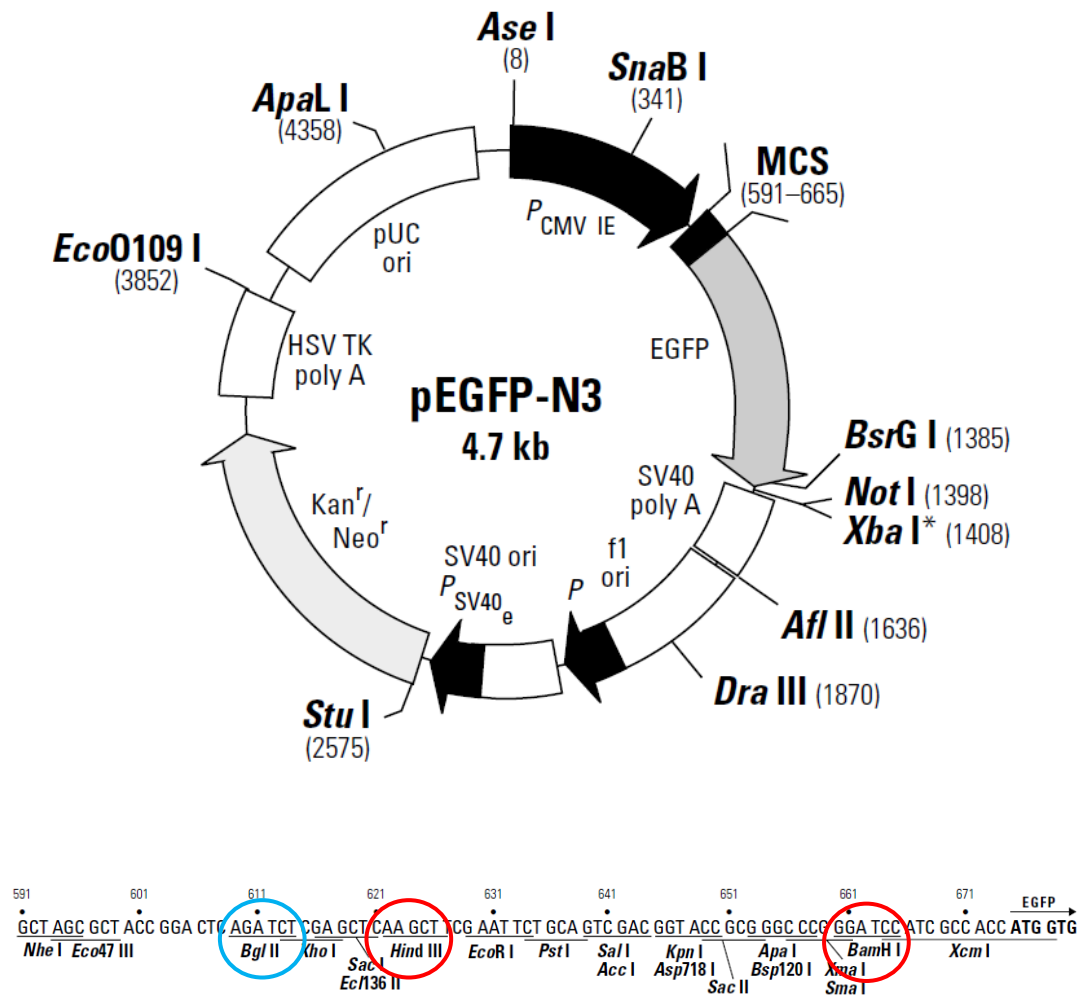 Ase I
(8)
SnaB I
(341)
ApaL I
(4358)
MCS
(591–665)
PCMV IE
pUC
ori
EcoO109 I
(3852)
HSV TK
poly A
EGFP
pEGFP-N3
4.7 kb
BsrG I (1385)
Not I (1398)
Xba I* (1408)
SV40
poly A
Kanr/
Neor
SV40 ori
PSV40e
f1
ori
P
Afl II (1636)
Dra III (1870)
Stu I
(2575)
591 601 611 621 631 641 651 661 671 EGFP
GCT AGC GCT ACC GGA CTC AGA TCT CGA GCT CAA GCT TCG AAT TCT GCA GTC GAC GGT ACC GCG GGC CCG GGA TCC ATC GCC ACC ATG GTG
Nhe I Eco47 III Bgl II Xho I Hind III EcoR I Pst I Sal I Kpn I Apa I BamH I Xcm I
Sac I Acc I Asp718 I Bsp120 I Xma I
Ecl136 II Sac II Sma I